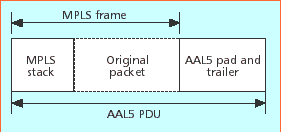 MPLS frame
MPLS
stack
Original
packet
AAL5 pad and
trailer
AAL5 PDU